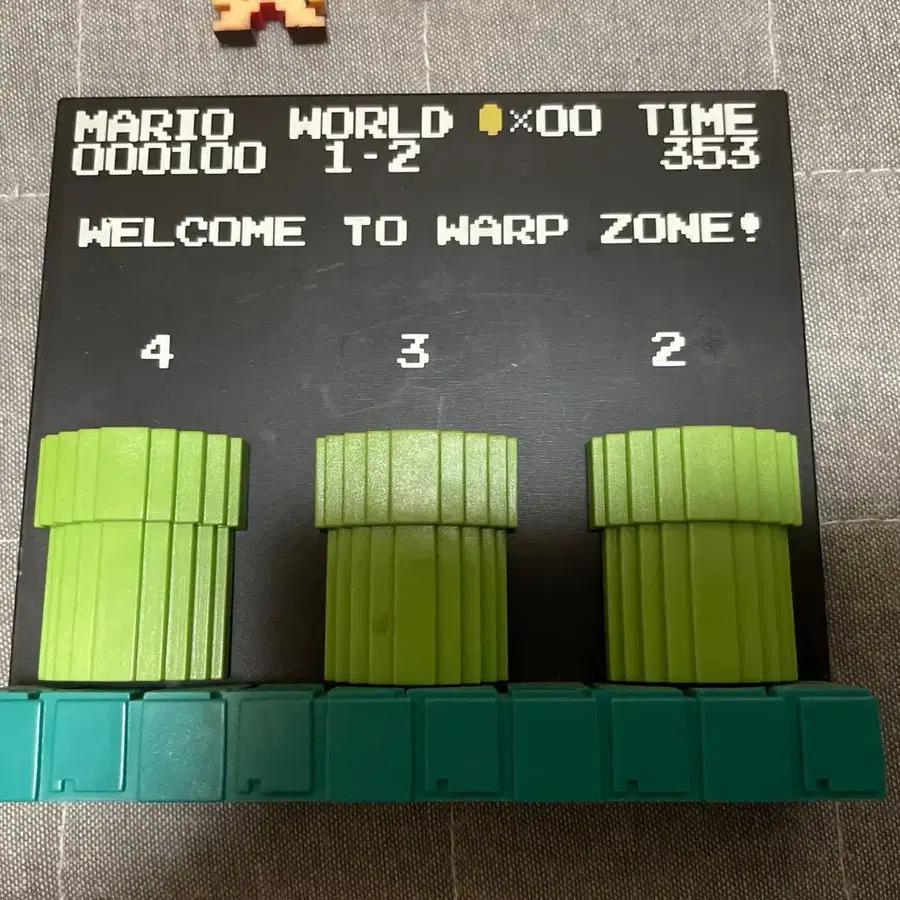 MARIO WORLD ×00 TIME
000100 1-2 353
WELCOME TO WARP ZONE!
4 3 2